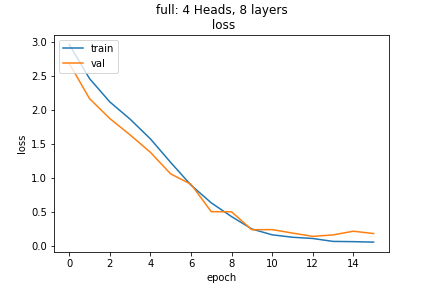 full: 4 Heads, 8 layers
loss
3.0
2.5
2.0
1.5
1.0
0.5
0.0
loss
train
val
0 2 4 6 8 10 12 14
epoch